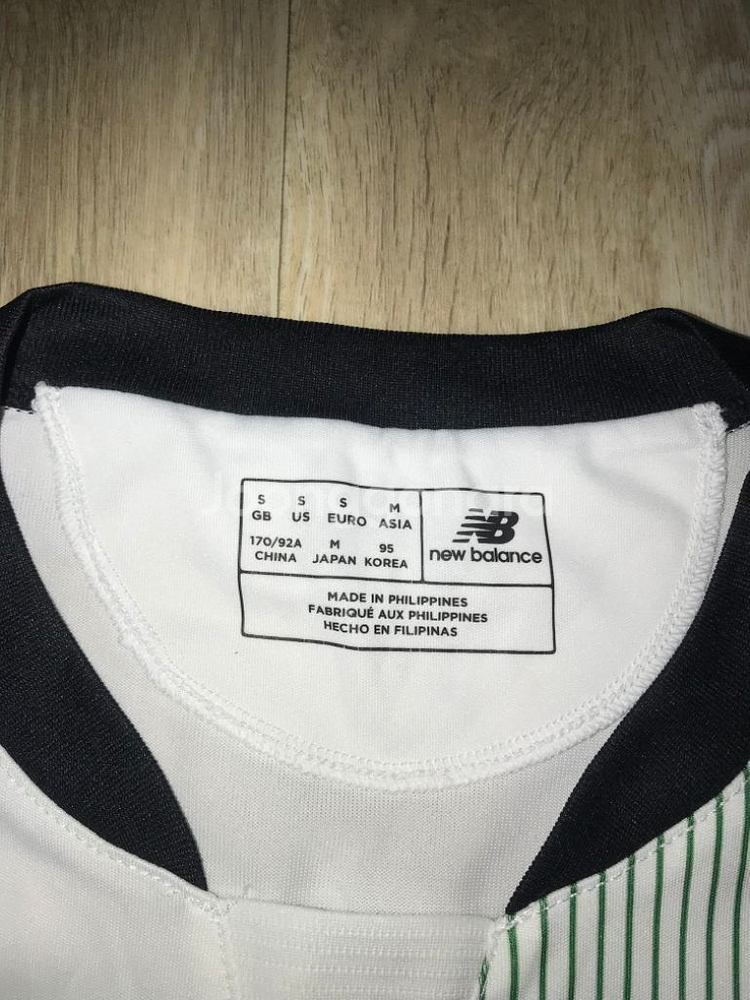 S S S M
GB US EURO ASIA
170/92A M 95
CHINA JAPAN KOREA
NB
new balance
MADE IN PHILIPPINES
FABRIQUÉ AUX PHILIPPINES
HECHO EN FILIPINAS